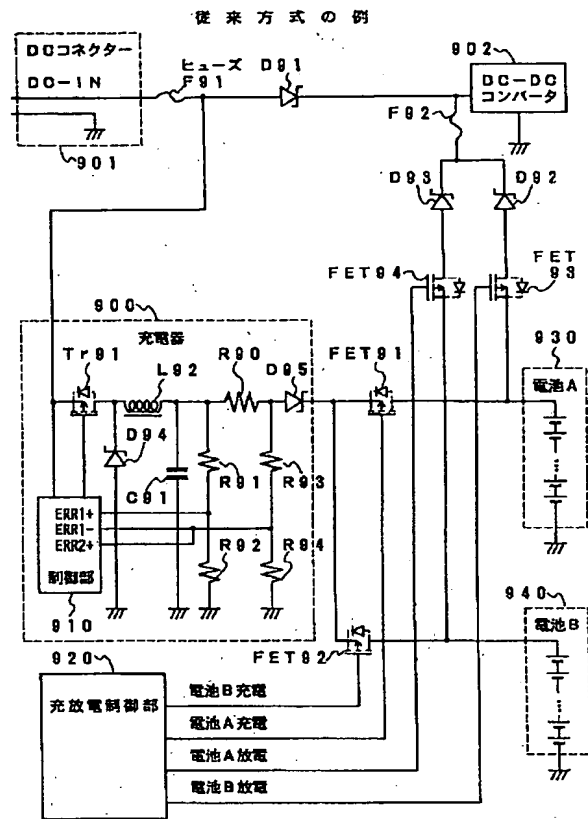 従来方式の例
DCコネクター
DC-IN
901
ヒューズ
F91
D91
902
DC-DC
コンバータ
F92
D93
D92
FET94
FET
93
900
充電器
Tr91
L92
R90
D95
FET91
930
電池A
D94
C91
R91
R93
ERR1+
ERR1-
ERR2+
制御部
R92
R94
910
940
電池B
920
FET92
充放電制御部
電池B充電
電池A充電
電池A放電
電池B放電